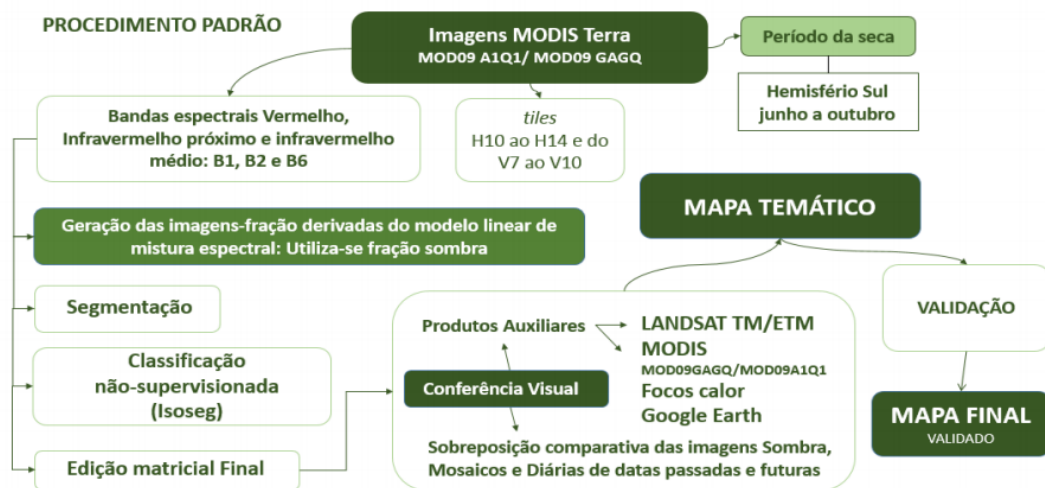 PROCEDIMENTO PADRÃO
Imagens MODIS Terra
MOD09 A1Q1/ MOD09 GAGQ
Período da seca
Hemisfério Sul
junho a outubro
Bandas espectrais Vermelho,
Infravermelho próximo e infravermelho
médio: B1, B2 e B6
tiles
H10 ao H14 e do
V7 ao V10
Geração das imagens-fração derivadas do modelo linear de
mistura espectral: Utiliza-se fração sombra
Segmentação
Classificação
não-supervisionada
(Isoseg)
Edição matricial Final
Produtos Auxiliares
LANDSAT TM/ETM
MODIS
MOD09GAGQ/MOD09A1Q1
Focos calor
Google Earth
Conferência Visual
Sobreposição comparativa das imagens Sombra,
Mosaicos e Diárias de datas passadas e futuras
MAPA TEMÁTICO
VALIDAÇÃO
MAPA FINAL
VALIDADO